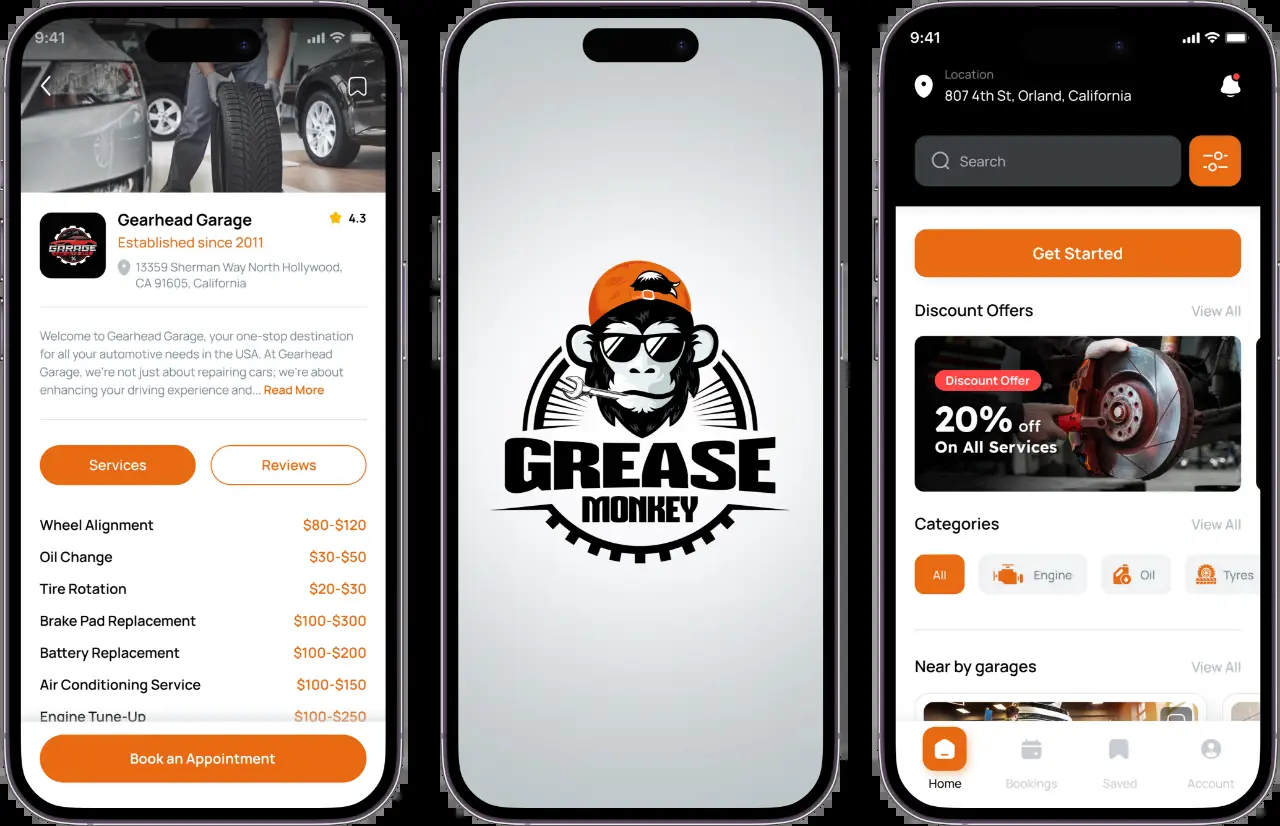 9:41
Gearhead Garage
4.3
Established since 2011
13359 Sherman Way North Hollywood,
CA 91605, California
GARAGE
Welcome to Gearhead Garage, your one-stop destination
for all your automotive needs in the USA. At Gearhead
Garage, we're not just about repairing cars; we're about
enhancing your driving experience and... Read More
Services
Reviews
Wheel Alignment $80-$120
Oil Change $30-$50
Tire Rotation $20-$30
Brake Pad Replacement $100-$300
Battery Replacement $100-$200
Air Conditioning Service $100-$150
Engine Tune-Up $100-$250
Book an Appointment
GREASE
MONKEY
9:41
Location
807 4th St, Orland, California
Search
Get Started
Discount Offers View All
Discount Offer
20% off
On All Services
Categories View All
All Engine Oil Tyres
Near by garages View All
Home Bookings Saved Account